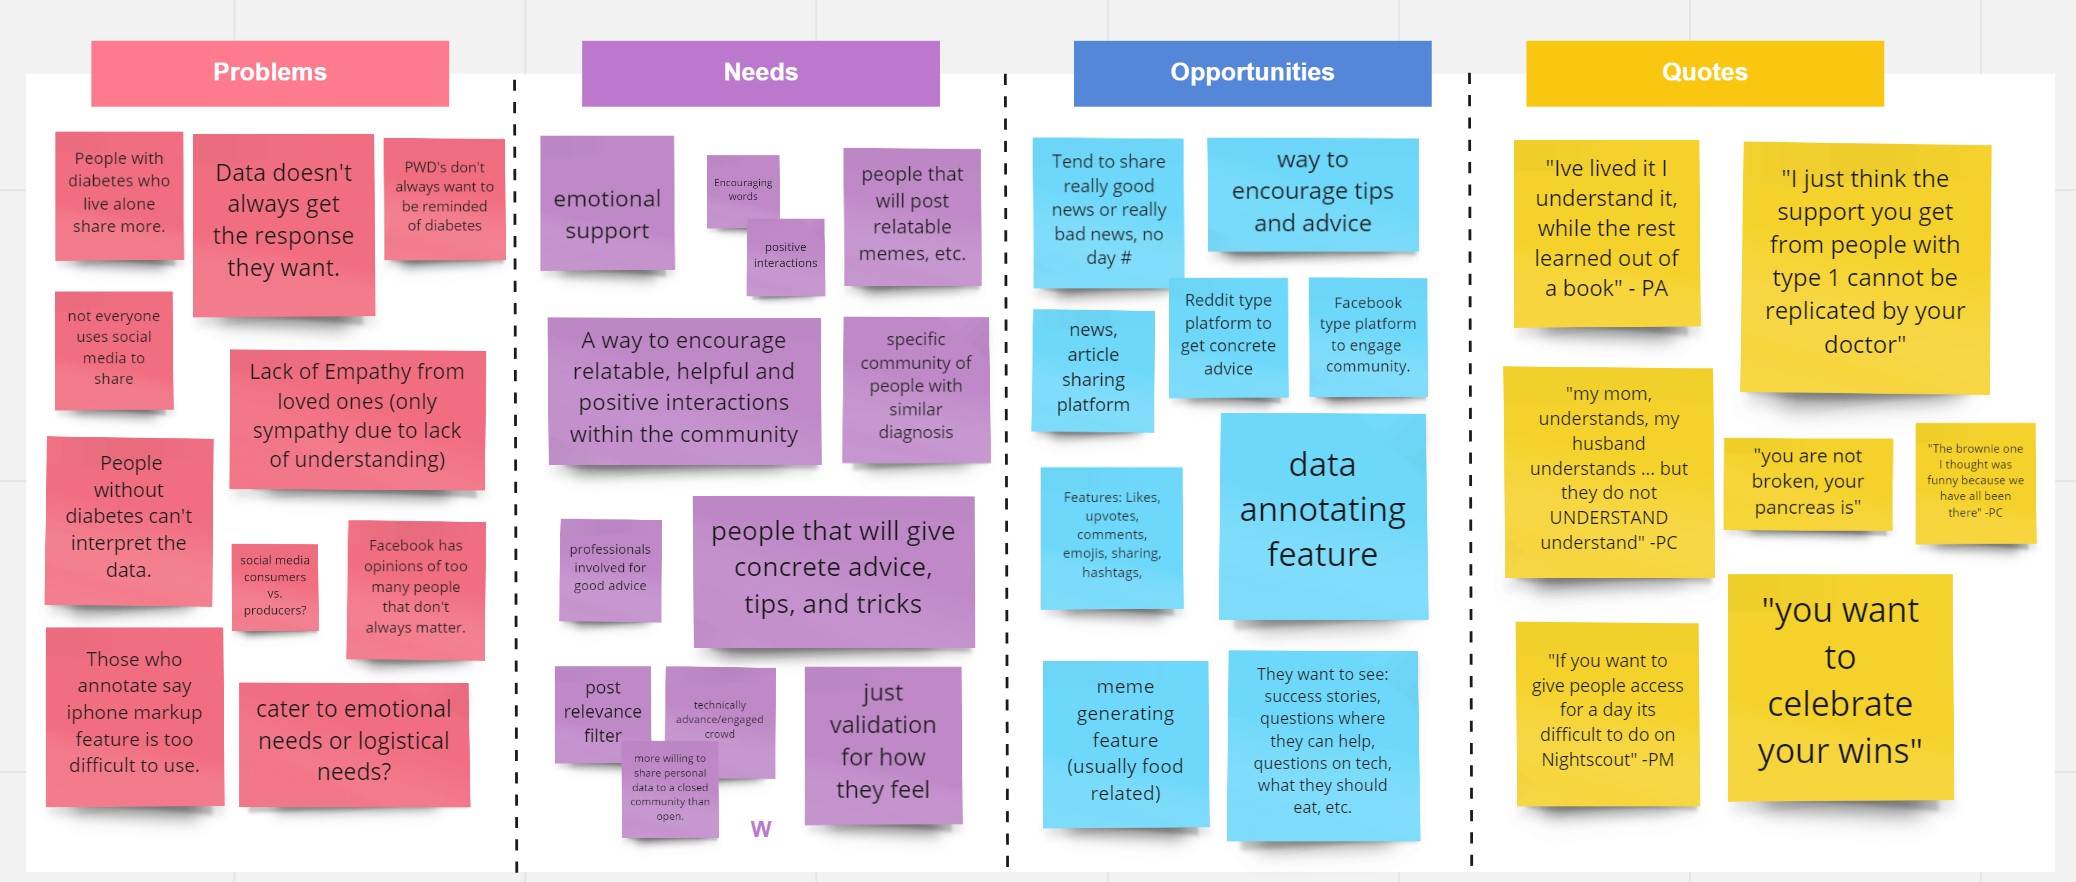 Problems
People with
diabetes who
live alone
share more.
Data doesn't
always get
the response
they want.
PWD's don't
always want to
be reminded
of diabetes
not everyone
uses social
media to
share
Lack of Empathy from
loved ones (only
sympathy due to lack
of understanding)
People
without
diabetes can't
interpret the
data.
social media
consumers
vs.
producers?
Facebook has
opinions of too
many people
that don't
always matter.
Those who
annotate say
iphone markup
feature is too
difficult to use.
cater to emotional
needs or logistical
needs?
Needs
emotional
support
Encouraging
words
positive
interactions
people that
will post
relatable
memes, etc.
A way to encourage
relatable, helpful and
positive interactions
within the community
specific
community of
people with
similar
diagnosis
professionals
involved for
good advice
people that will give
concrete advice,
tips, and tricks
post
relevance
filter
technically
advance/engaged
crowd
more willing to
share personal
data to a closed
community than
open.
just
validation
for how
they feel
W
Opportunities
Tend to share
really good
news or really
bad news, no
day #
way to
encourage tips
and advice
news,
article
sharing
platform
Reddit type
platform to
get concrete
advice
Facebook
type platform
to engage
community.
Features: Likes,
upvotes,
comments,
emojis, sharing,
hashtags,
data
annotating
feature
meme
generating
feature
(usually food
related)
They want to see:
success stories,
questions where
they can help,
questions on tech,
what they should
eat, etc.
Quotes
"Ive lived it I
understand it,
while the rest
learned out of
a book" - PA
"I just think the
support you get
from people with
type 1 cannot be
replicated by your
doctor"
"my mom,
understands, my
husband
understands ... but
they do not
UNDERSTAND
understand" -PC
"you are not
broken, your
pancreas is"
"The brownie one
I thought was
funny because we
have all been
there" -PC
"If you want to
give people access
for a day its
difficult to do on
Nightscout" -PM
"you want
to
celebrate
your wins"